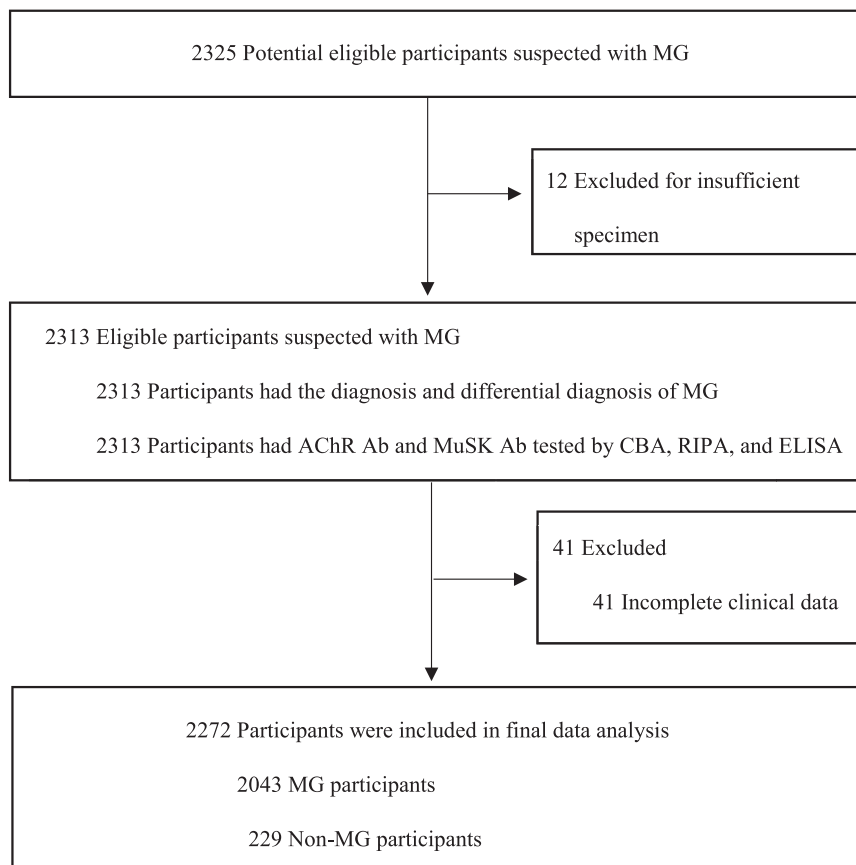 2325 Potential eligible participants suspected with MG
12 Excluded for insufficient
specimen
2313 Eligible participants suspected with MG
2313 Participants had the diagnosis and differential diagnosis of MG
2313 Participants had AChR Ab and MuSK Ab tested by CBA, RIPA, and ELISA
41 Excluded
41 Incomplete clinical data
2272 Participants were included in final data analysis
2043 MG participants
229 Non-MG participants